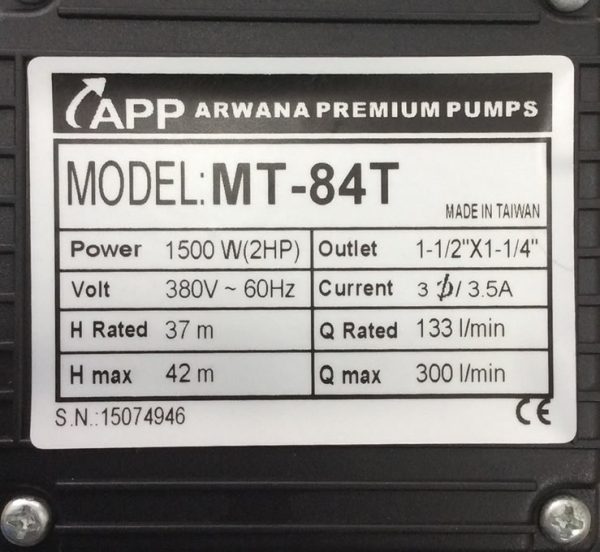 APP ARWANA PREMIUM PUMPS
MODEL: MT-84T
MADE IN TAIWAN
Power 1500 W(2HP) Outlet 1-1/2"X1-1/4"
Volt 380V ~ 60Hz Current 3 ϕ/ 3.5A
H Rated 37 m Q Rated 133 l/min
H max 42 m Q max 300 l/min
S.N.:15074946 CE